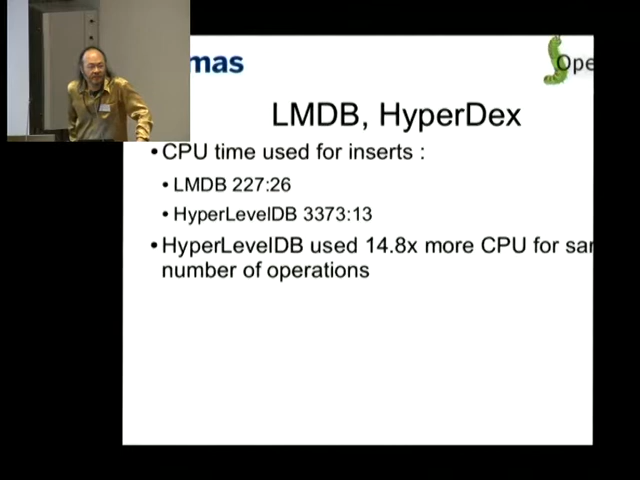 mas
Ope
LMDB, HyperDex
•CPU time used for inserts :
•LMDB 227:26
•HyperLevelDB 3373:13
•HyperLevelDB used 14.8x more CPU for sa
number of operations